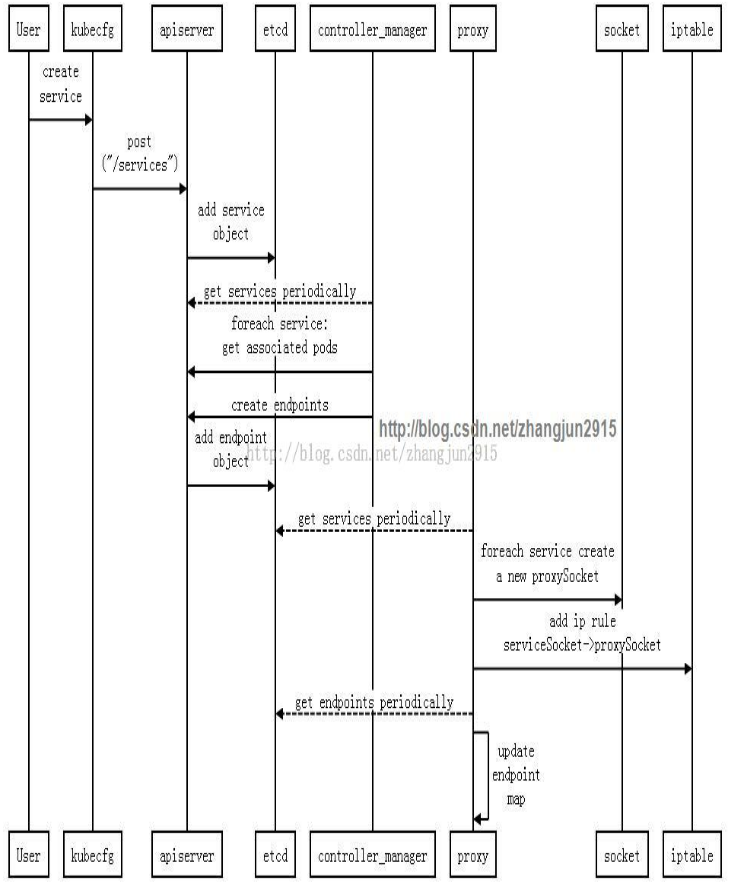 User kubecfg apiserver etcd controller_manager proxy socket iptable
create
service
post
("/services")
add service
object
get services periodically
foreach service:
get associated pods
create endpoints
http://blog.csdn.net/zhangjun2915
add endpoint
http://blog.csdn.net/zhangjun2915
object
get services periodically
foreach service create
a new proxySocket
add ip rule
serviceSocket->proxySocket
get endpoints periodically
update
endpoint
map
User kubecfg apiserver etcd controller_manager proxy socket iptable